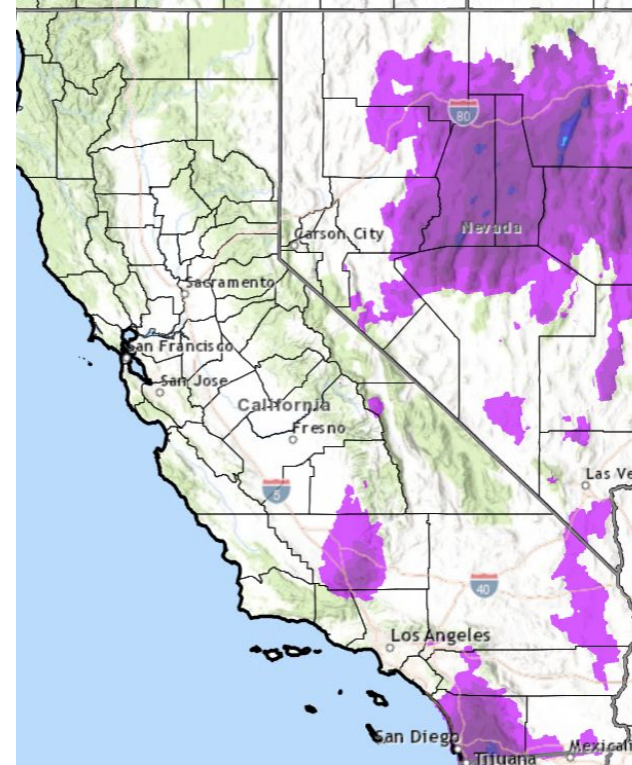 80
Nevada
Carson City
Sacramento
San Francisco
San Jose
California
Fresno
5
Las Ve
40
Los Angeles
San Diego
Tijuana
Mexicali